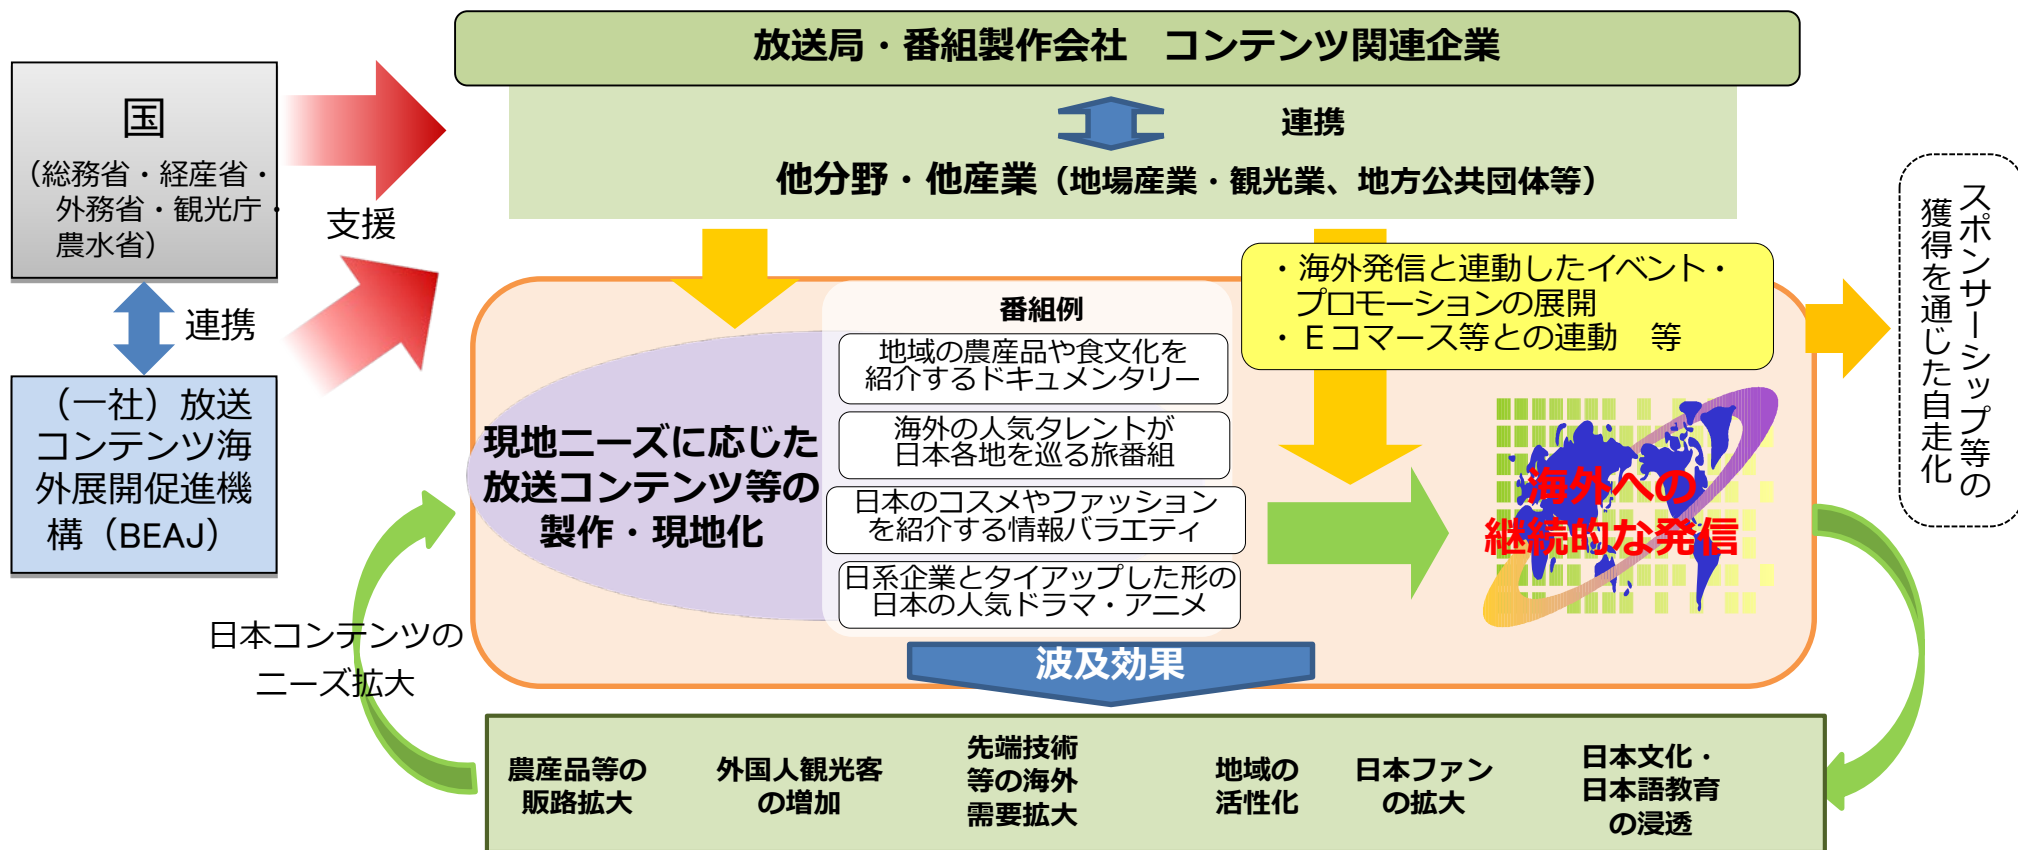 放送局・番組製作会社　コンテンツ関連企業
連携
他分野・他産業（地場産業・観光業、地方公共団体等）
国
（総務省・経産省・
外務省・観光庁・
農水省）
支援
連携
（一社）放送
コンテンツ海
外展開促進機
構（BEAJ）
・海外発信と連動したイベント・
プロモーションの展開
・Ｅコマース等との連動　等
スポンサーシップ等の
獲得を通じた自走化
番組例
地域の農産品や食文化を
紹介するドキュメンタリー
海外の人気タレントが
日本各地を巡る旅番組
日本のコスメやファッション
を紹介する情報バラエティ
日系企業とタイアップした形の
日本の人気ドラマ・アニメ
現地ニーズに応じた
放送コンテンツ等の
製作・現地化
海外への
継続的な発信
日本コンテンツの
ニーズ拡大
波及効果
農産品等の
販路拡大
外国人観光客
の増加
先端技術
等の海外
需要拡大
地域の
活性化
日本ファン
の拡大
日本文化・
日本語教育
の浸透